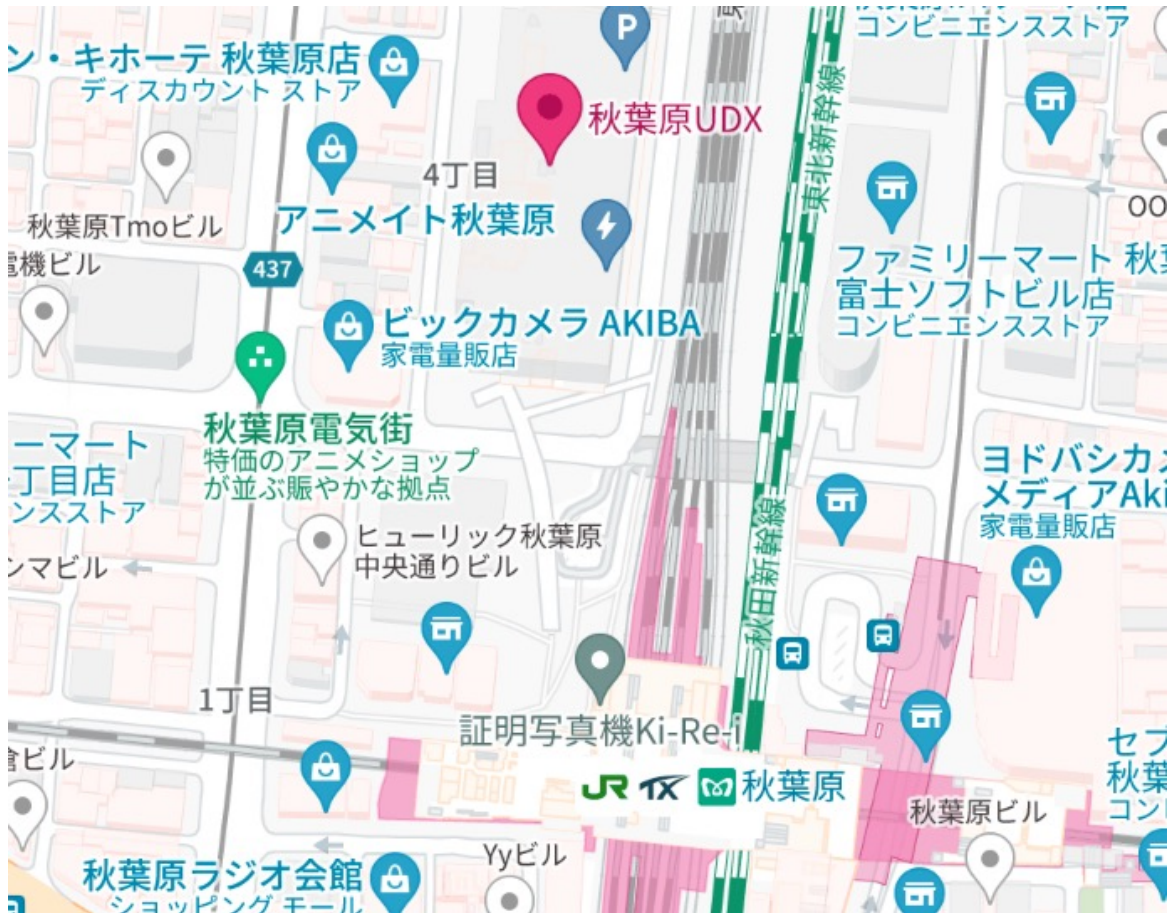 コンビニエンスストア
ン・キホーテ 秋葉原店
ディスカウント ストア
P
秋葉原UDX
東北新幹線
4丁目
アニメイト秋葉原
秋葉原Tmoビル
電機ビル
437
ファミリーマート 秋葉
富士ソフトビル店
コンビニエンスストア
ビックカメラ AKIBA
家電量販店
秋葉原電気街
特価のアニメショップ
が並ぶ賑やかな拠点
ーマート
丁目店
ンスストア
ヨドバシカメ
メディアAki
家電量販店
ヒューリック秋葉原
中央通りビル
ンマビル
秋田新幹線
1丁目
証明写真機Ki-Re-i
JR TX 秋葉原
倉ビル
セブ
秋葉
コンビ
秋葉原ビル
Yyビル
秋葉原ラジオ会館
ショッピング モール